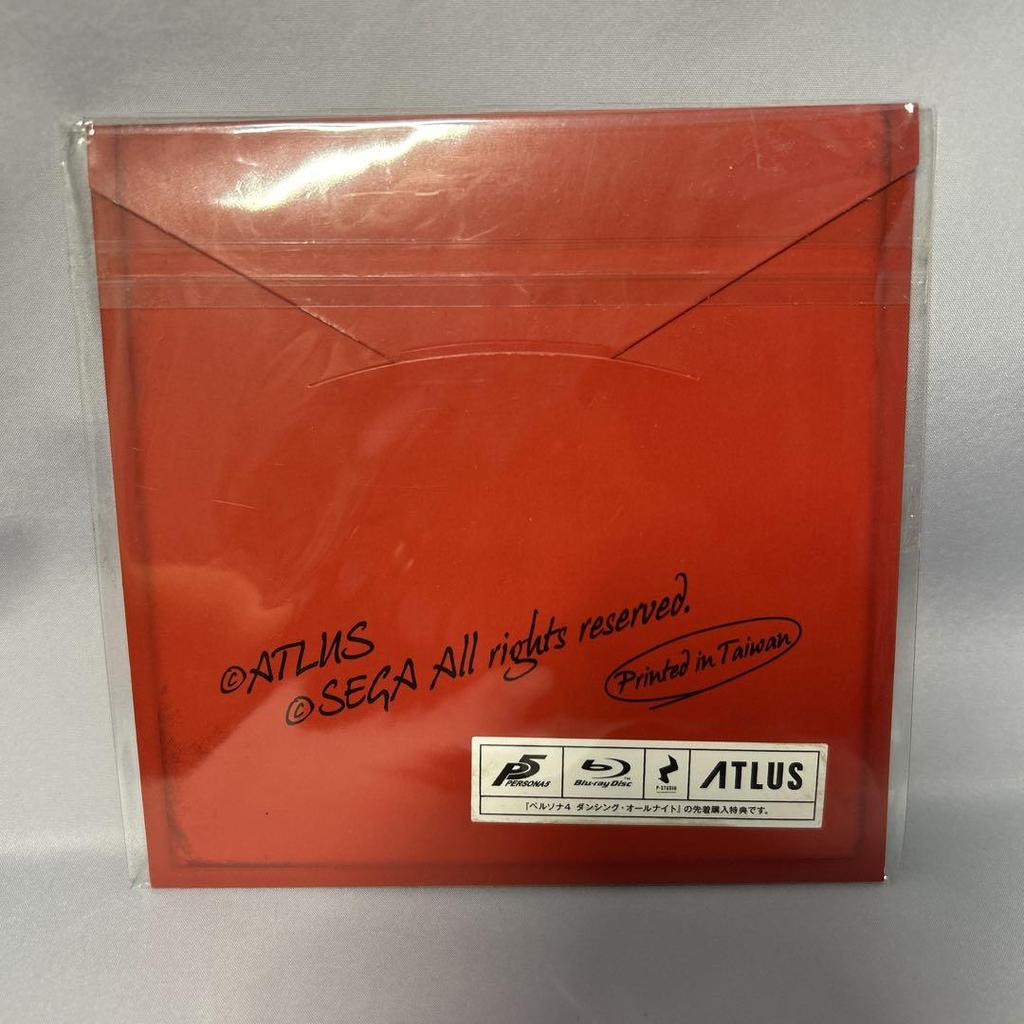 ©ATLUS
©SEGA All rights reserved.
Printed in Taiwan
P5 PERSONA5
Blu-ray Disc™
P-STUDIO
ATLUS
『ペルソナ4 ダンシング・オールナイト』の先着購入特典です。